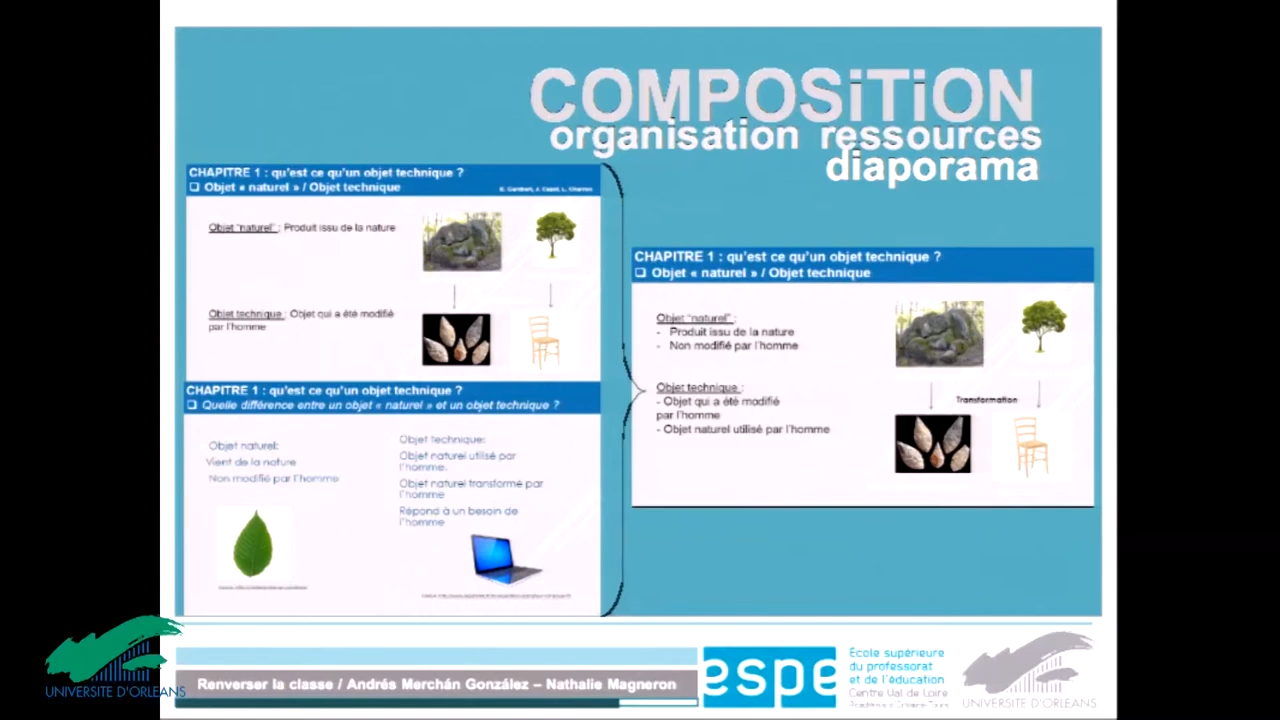 COMPOSiTiON
organisation ressources
diaporama
CHAPITRE 1 : qu'est ce qu'un objet technique ?
❑ Objet « naturel » / Objet technique
Objet "naturel" : Produit issu de la nature
Objet technique : Objet qui a été modifié
par l'homme
CHAPITRE 1 : qu'est ce qu'un objet technique ?
❑ Quelle différence entre un objet « naturel » et un objet technique ?
Objet naturel:
Vient de la nature
Non modifié par l'homme
Objet technique:
Objet naturel utilisé par
l'homme.
Objet naturel transformé par
l'homme
Répond à un besoin de
l'homme
CHAPITRE 1 : qu'est ce qu'un objet technique ?
❑ Objet « naturel » / Objet technique
Objet "naturel" :
- Produit issu de la nature
- Non modifié par l'homme
Objet technique :
- Objet qui a été modifié
par l'homme
- Objet naturel utilisé par l'homme
Transformation
UNIVERSITE D'ORLEANS
Renverser la classe / Andrés Merchán González – Nathalie Magneron
espe
École supérieure
du professorat
et de l'éducation
Centre Val de Loire
UNIVERSITE D'ORLEANS